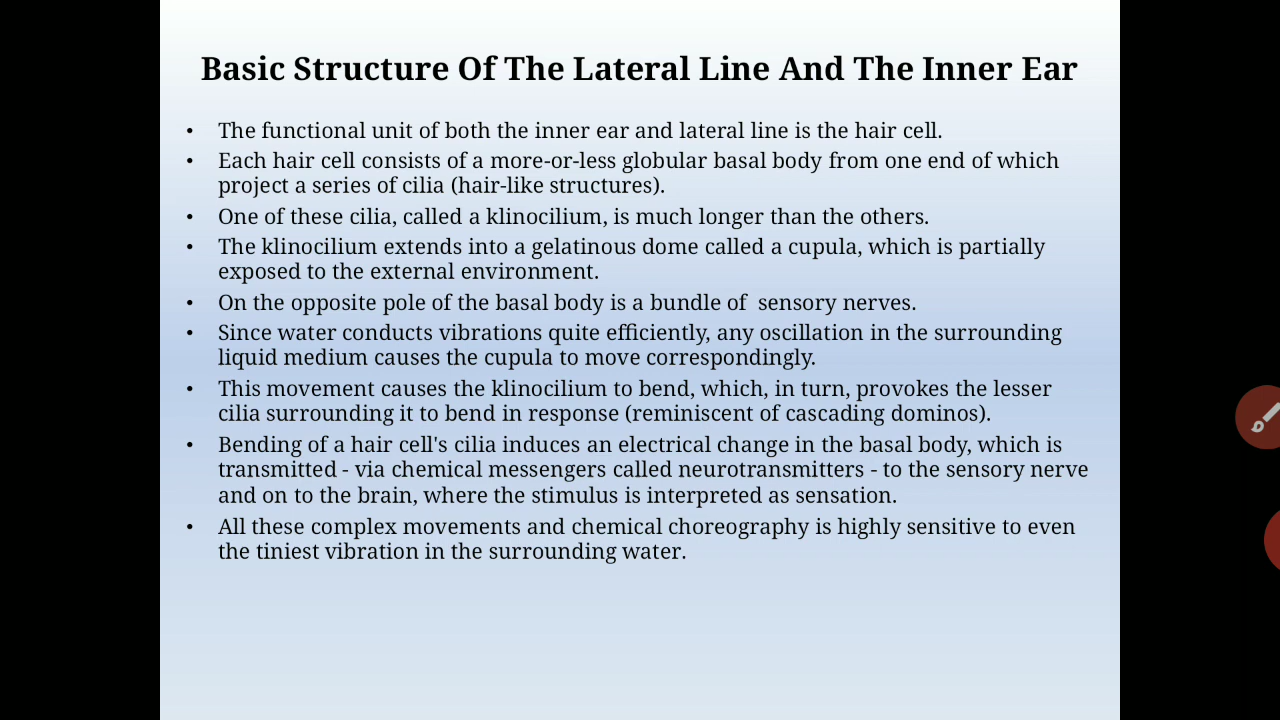 Basic Structure Of The Lateral Line And The Inner Ear
• The functional unit of both the inner ear and lateral line is the hair cell.
• Each hair cell consists of a more-or-less globular basal body from one end of which
project a series of cilia (hair-like structures).
• One of these cilia, called a klinocilium, is much longer than the others.
• The klinocilium extends into a gelatinous dome called a cupula, which is partially
exposed to the external environment.
• On the opposite pole of the basal body is a bundle of  sensory nerves.
• Since water conducts vibrations quite efficiently, any oscillation in the surrounding
liquid medium causes the cupula to move correspondingly.
• This movement causes the klinocilium to bend, which, in turn, provokes the lesser
cilia surrounding it to bend in response (reminiscent of cascading dominos).
• Bending of a hair cell's cilia induces an electrical change in the basal body, which is
transmitted - via chemical messengers called neurotransmitters - to the sensory nerve
and on to the brain, where the stimulus is interpreted as sensation.
• All these complex movements and chemical choreography is highly sensitive to even
the tiniest vibration in the surrounding water.